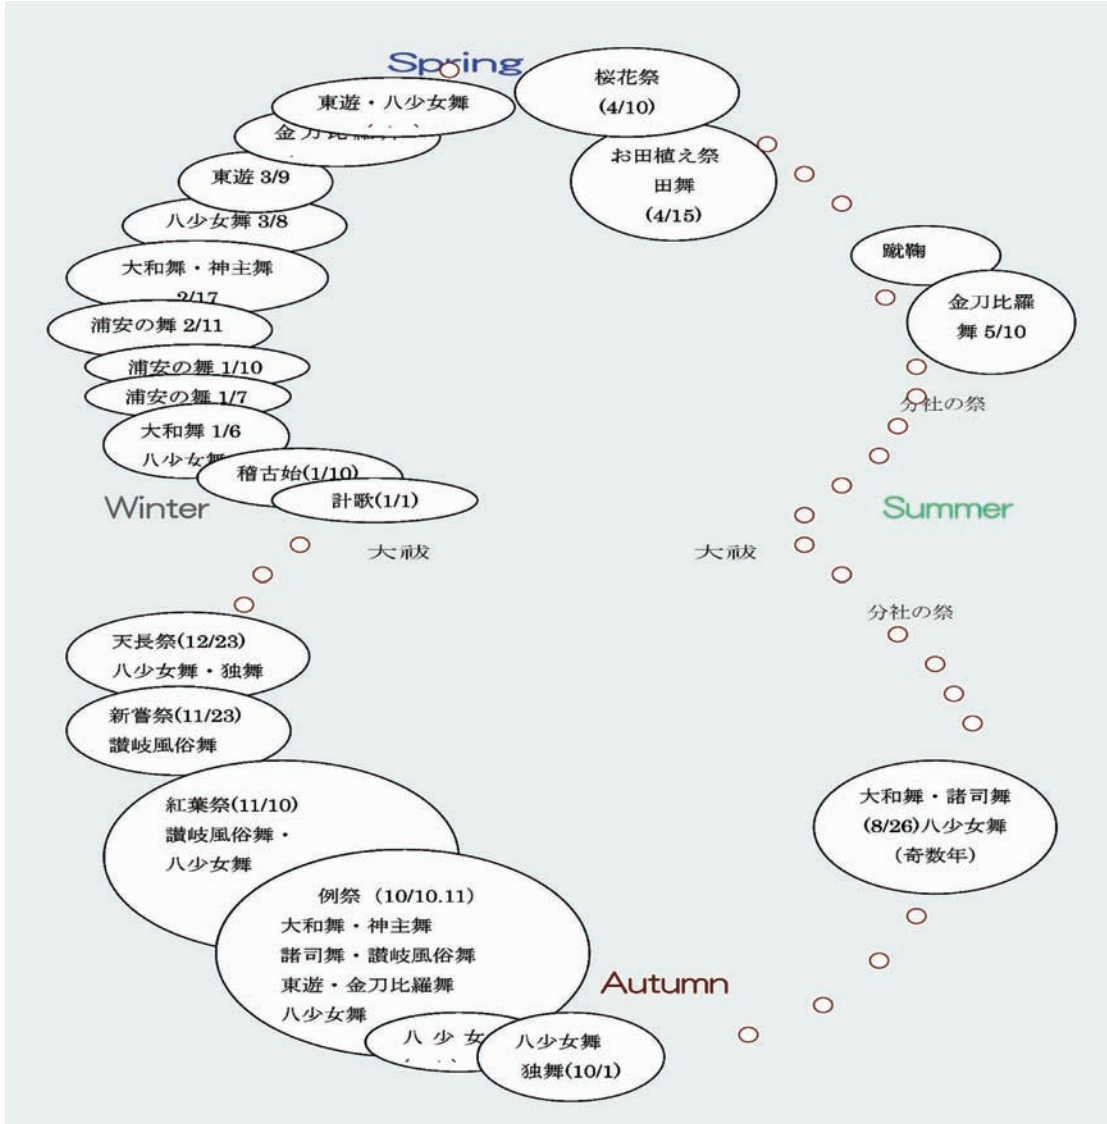 Spring
桜花祭
(4/10)
お田植え祭
田舞
(4/15)
蹴鞠
金刀比羅
舞 5/10
分社の祭
Summer
大祓
分社の祭
大和舞・諸司舞
(8/26)八少女舞
(奇数年)
Autumn
八少女舞
独舞(10/1)
八 少 女
例祭 (10/10.11)
大和舞・神主舞
諸司舞・讃岐風俗舞
東遊・金刀比羅舞
八少女舞
紅葉祭(11/10)
讃岐風俗舞・
八少女舞
新嘗祭(11/23)
讃岐風俗舞
天長祭(12/23)
八少女舞・独舞
大祓
Winter
計歌(1/1)
稽古始(1/10)
大和舞 1/6
八少女舞
浦安の舞 1/7
浦安の舞 1/10
浦安の舞 2/11
大和舞・神主舞
2/17
八少女舞 3/8
東遊 3/9
金刀比羅
東遊・八少女舞